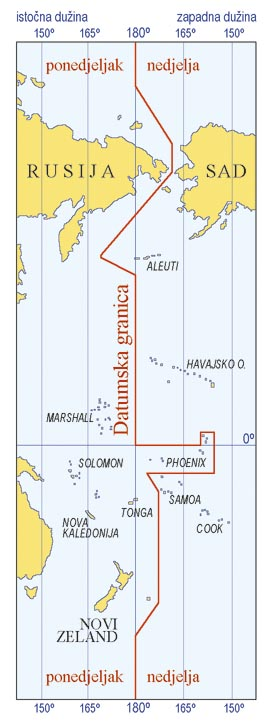 istočna dužina zapadna dužina
150° 165° 180° 165° 150°
ponedjeljak nedjelja
RUSIJA SAD
ALEUTI
Datumska granica
HAVAJSKO O.
MARSHALL
0°
SOLOMON PHOENIX
SAMOA
TONGA
NOVA
KALEDONIJA
COOK
NOVI
ZELAND
ponedjeljak nedjelja
150° 165° 180° 165° 150°